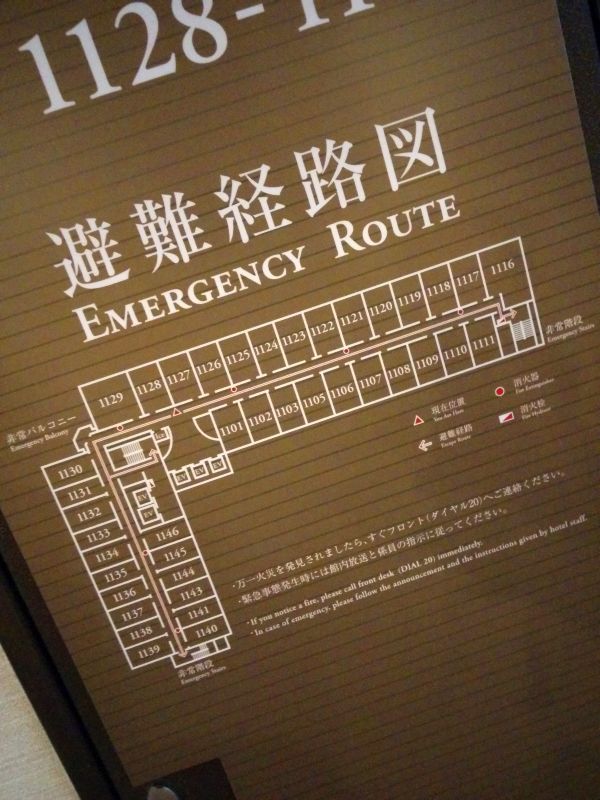 1128-11
避難経路図
EMERGENCY ROUTE
1116
1117
1118
1119
1120
1121
1122
1123
1124
1125
1126
1127
1128
1129
1101
1102
1103
1105
1106
1107
1108
1109
1110
1111
非常階段
Emergency Stairs
非常バルコニー
Emergency Balcony
Ice
EV EV EV
EV
EV
1130
1131
1132
1133
1134
1135
1136
1137
1138
1139
1146
1145
1144
1143
1141
1140
非常階段
Emergency Stairs
現在位置
You Are Here
消火器
Fire Extinguisher
避難経路
Escape Route
消火栓
Fire Hydrant
・万一火災を発見されましたら、すぐフロント(ダイヤル20)へご連絡ください。
・緊急事態発生時には館内放送と係員の指示に従ってください。
・If you notice a fire, please call front desk (DIAL 20) immediately.
・In case of emergency, please follow the announcement and the instructions given by hotel staff.